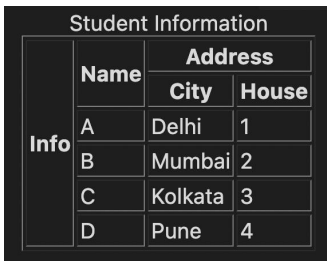 Student Information
Address
Name
City House
A Delhi 1
Info
B Mumbai 2
C Kolkata 3
D Pune 4